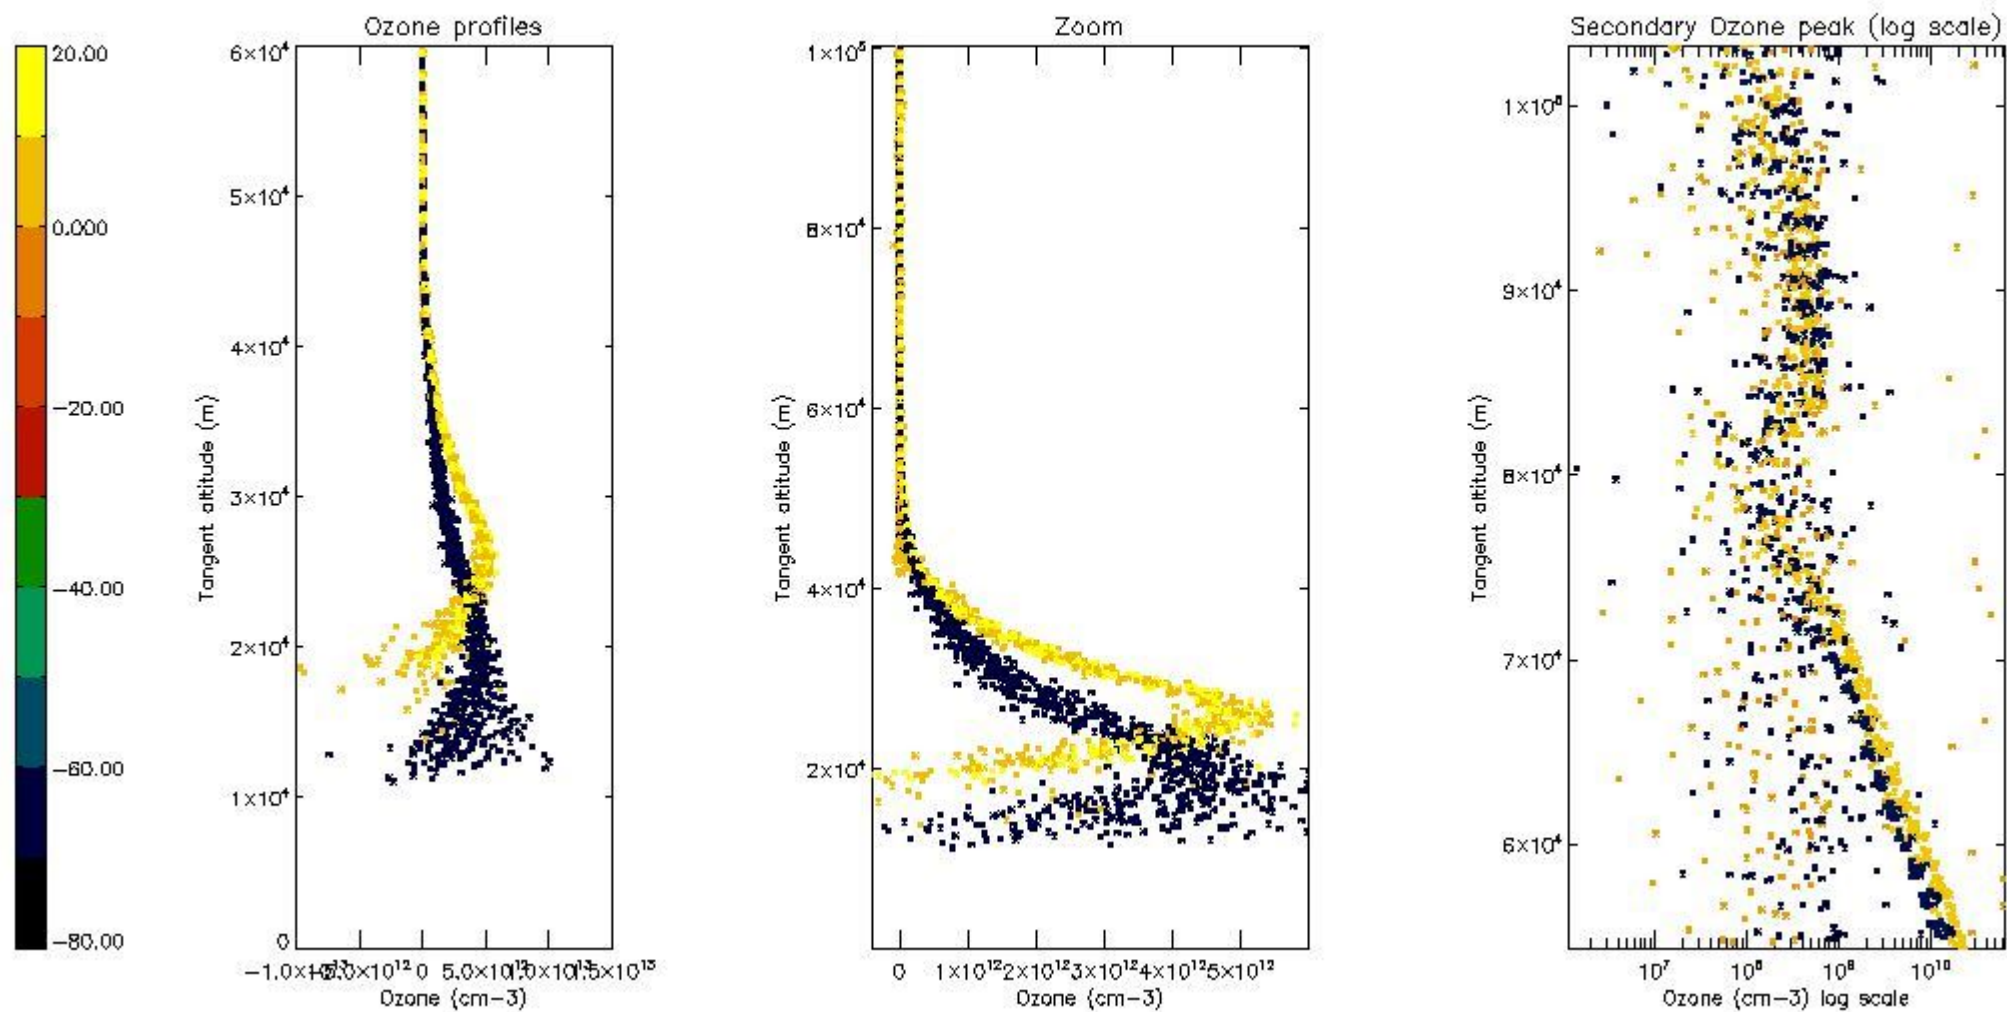 Ozone profiles
Zoom
Secondary Ozone peak (log scale)
20.00
0.000
−20.00
−40.00
−60.00
−80.00
6×10⁴
5×10⁴
4×10⁴
3×10⁴
2×10⁴
1×10⁴
0
Tangent altitude (m)
0
5.0×10¹²
1.5×10¹³
Ozone (cm−3)
1×10⁵
8×10⁴
6×10⁴
4×10⁴
2×10⁴
Tangent altitude (m)
0 1×10¹² 2×10¹² 3×10¹² 4×10¹² 5×10¹²
Ozone (cm−3)
9×10⁴
8×10⁴
7×10⁴
6×10⁴
Tangent altitude (m)
10⁷ 10⁸ 10⁹ 10¹⁰
Ozone (cm−3) log scale